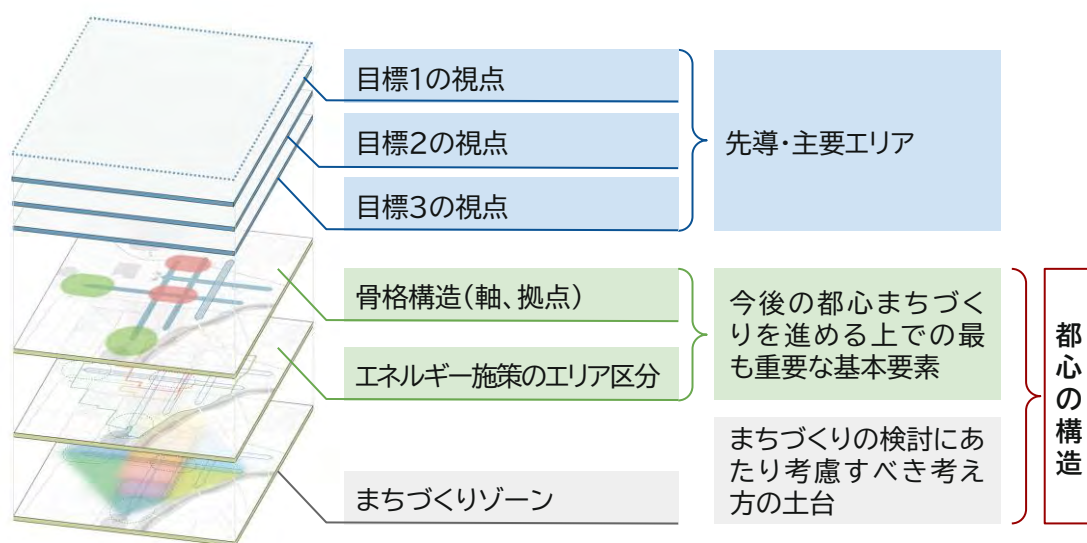 目標1の視点
目標2の視点
目標3の視点
先導・主要エリア
骨格構造(軸、拠点)
エネルギー施策のエリア区分
今後の都心まちづく
りを進める上での最
も重要な基本要素
まちづくりゾーン
まちづくりの検討にあ
たり考慮すべき考え
方の土台
都心の構造